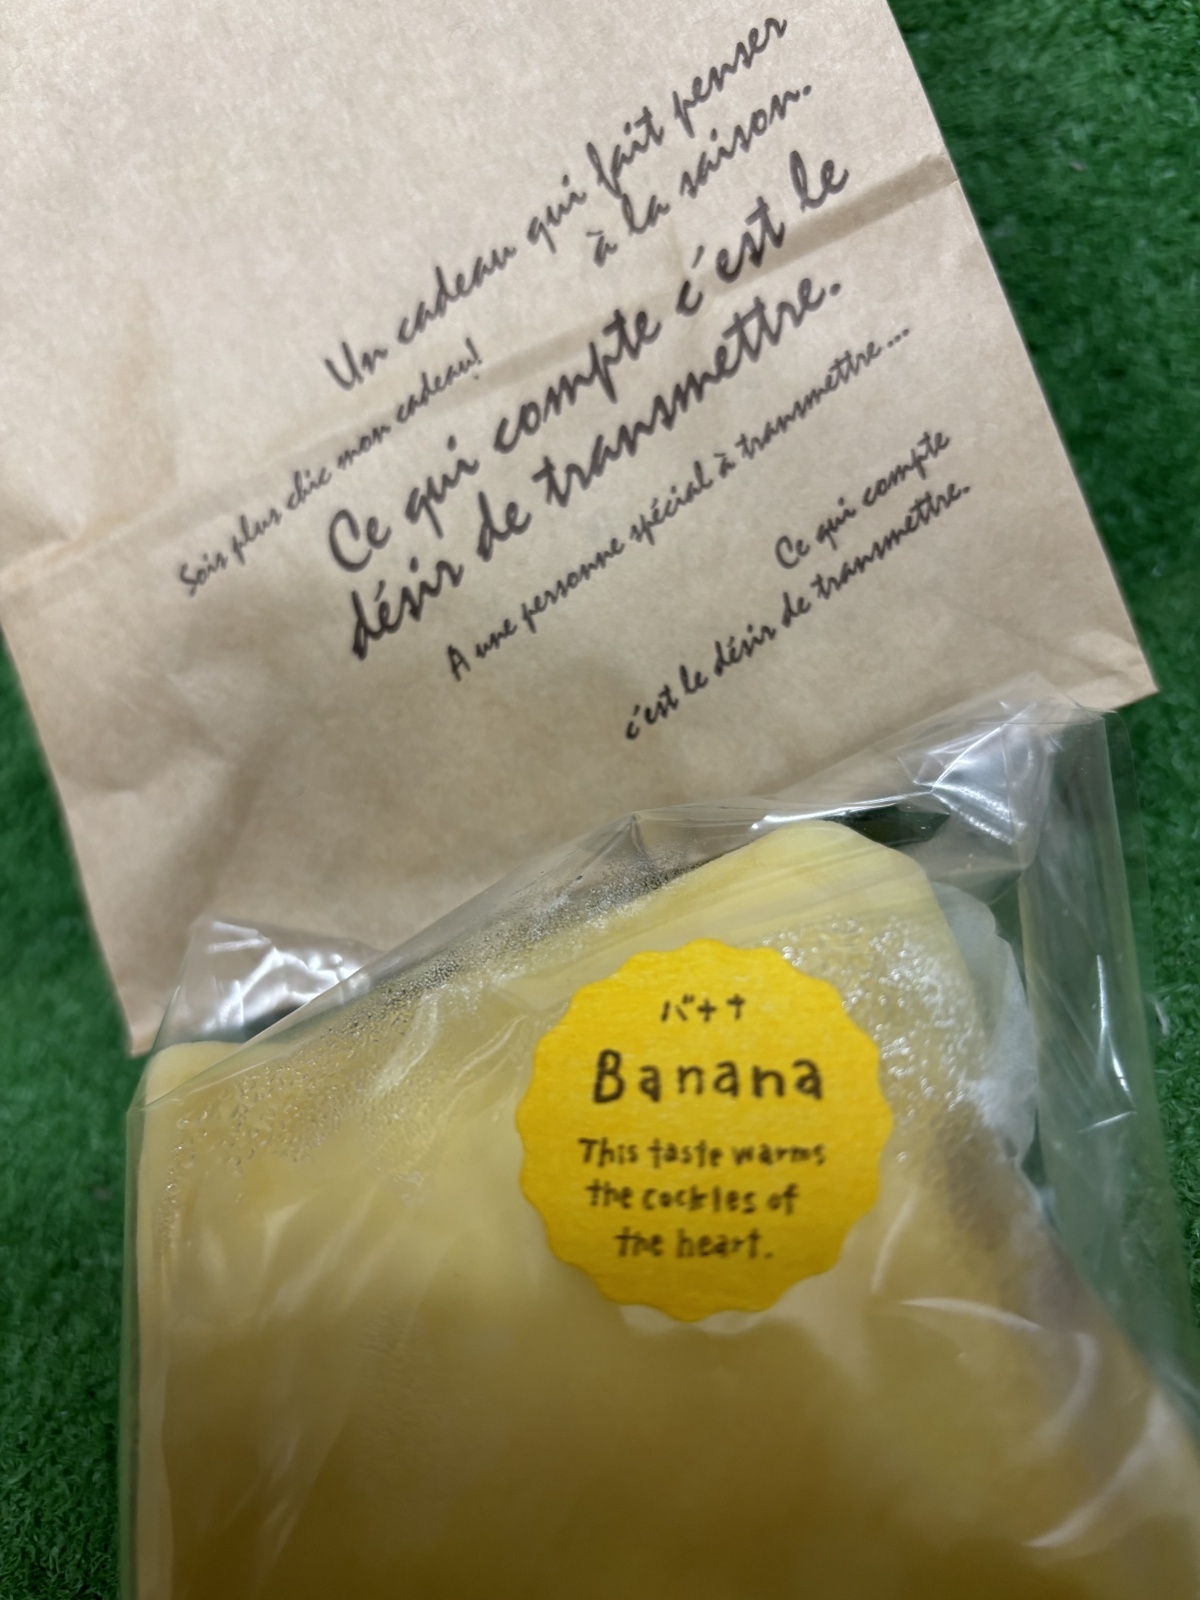 Un cadeau qui fait penser
à la saison.
Sois plus chic mon cadeau!
Ce qui compte c'est le
désir de transmettre.
A une personne spécial à transmettre...
Ce qui compte
c'est le désir de transmettre.
バナナ
Banana
This taste warms
the cockles of
the heart.